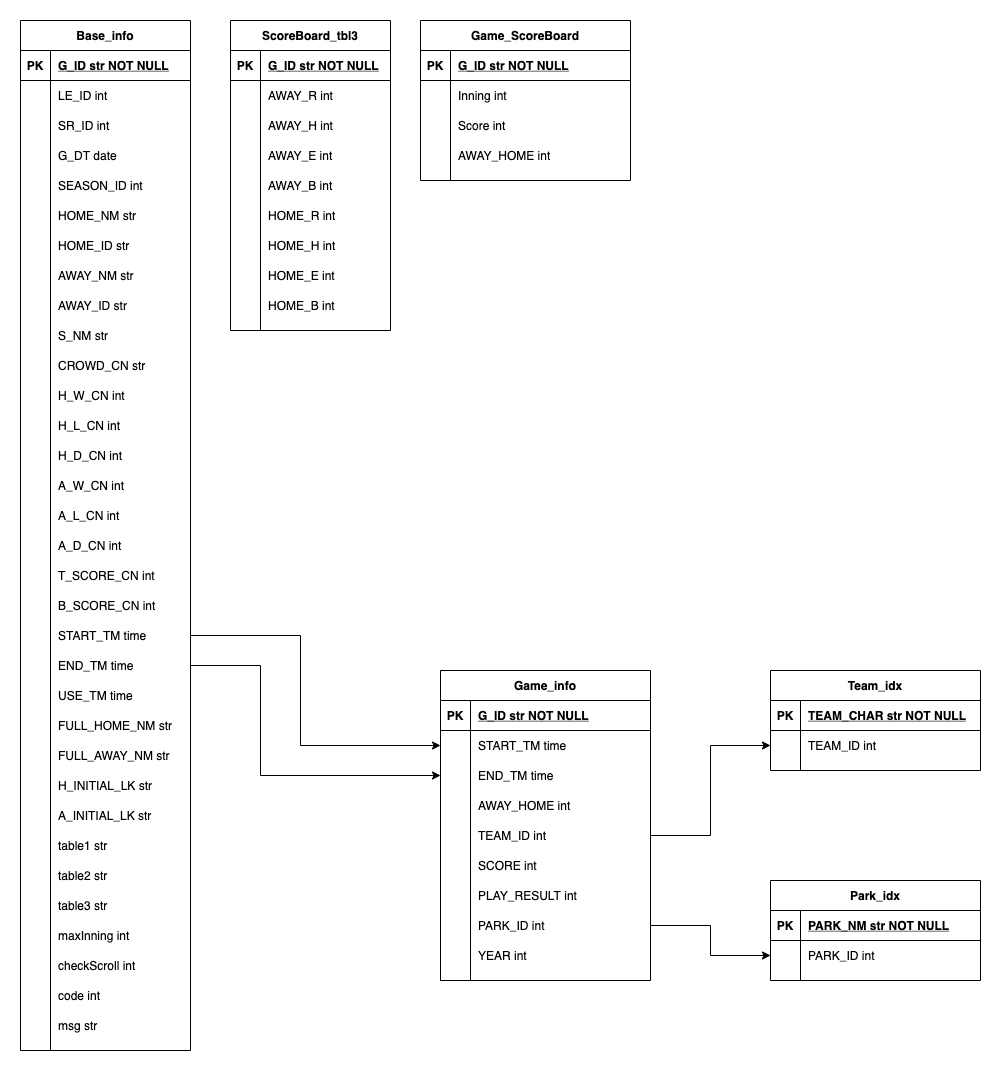 Base_info
PK G_ID str NOT NULL
LE_ID int
SR_ID int
G_DT date
SEASON_ID int
HOME_NM str
HOME_ID str
AWAY_NM str
AWAY_ID str
S_NM str
CROWD_CN str
H_W_CN int
H_L_CN int
H_D_CN int
A_W_CN int
A_L_CN int
A_D_CN int
T_SCORE_CN int
B_SCORE_CN int
START_TM time
END_TM time
USE_TM time
FULL_HOME_NM str
FULL_AWAY_NM str
H_INITIAL_LK str
A_INITIAL_LK str
table1 str
table2 str
table3 str
maxInning int
checkScroll int
code int
msg str
ScoreBoard_tbl3
PK G_ID str NOT NULL
AWAY_R int
AWAY_H int
AWAY_E int
AWAY_B int
HOME_R int
HOME_H int
HOME_E int
HOME_B int
Game_ScoreBoard
PK G_ID str NOT NULL
Inning int
Score int
AWAY_HOME int
Game_info
PK G_ID str NOT NULL
START_TM time
END_TM time
AWAY_HOME int
TEAM_ID int
SCORE int
PLAY_RESULT int
PARK_ID int
YEAR int
Team_idx
PK TEAM_CHAR str NOT NULL
TEAM_ID int
Park_idx
PK PARK_NM str NOT NULL
PARK_ID int